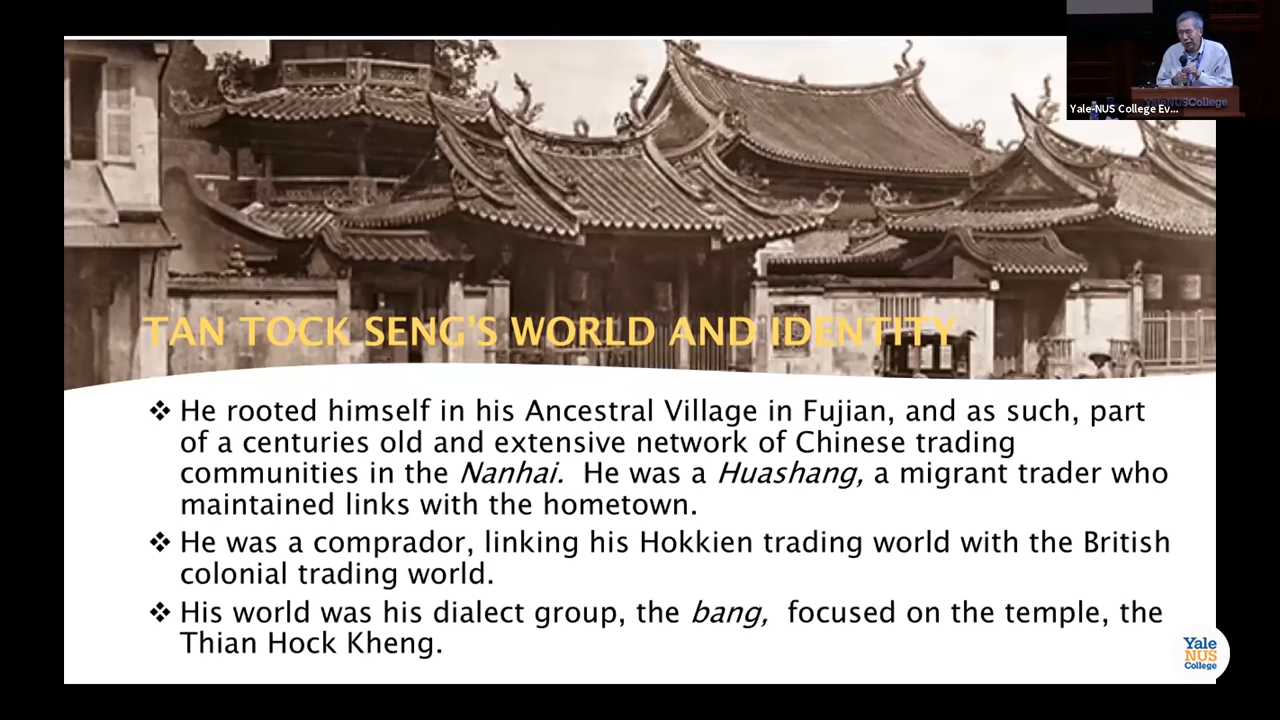 Yale-NUS College Ev...
YaleNUSCollege
TAN TOCK SENG'S WORLD AND IDENTITY
❖ He rooted himself in his Ancestral Village in Fujian, and as such, part
of a centuries old and extensive network of Chinese trading
communities in the Nanhai. He was a Huashang, a migrant trader who
maintained links with the hometown.
❖ He was a comprador, linking his Hokkien trading world with the British
colonial trading world.
❖ His world was his dialect group, the bang, focused on the temple, the
Thian Hock Kheng.
Yale
NUS
College